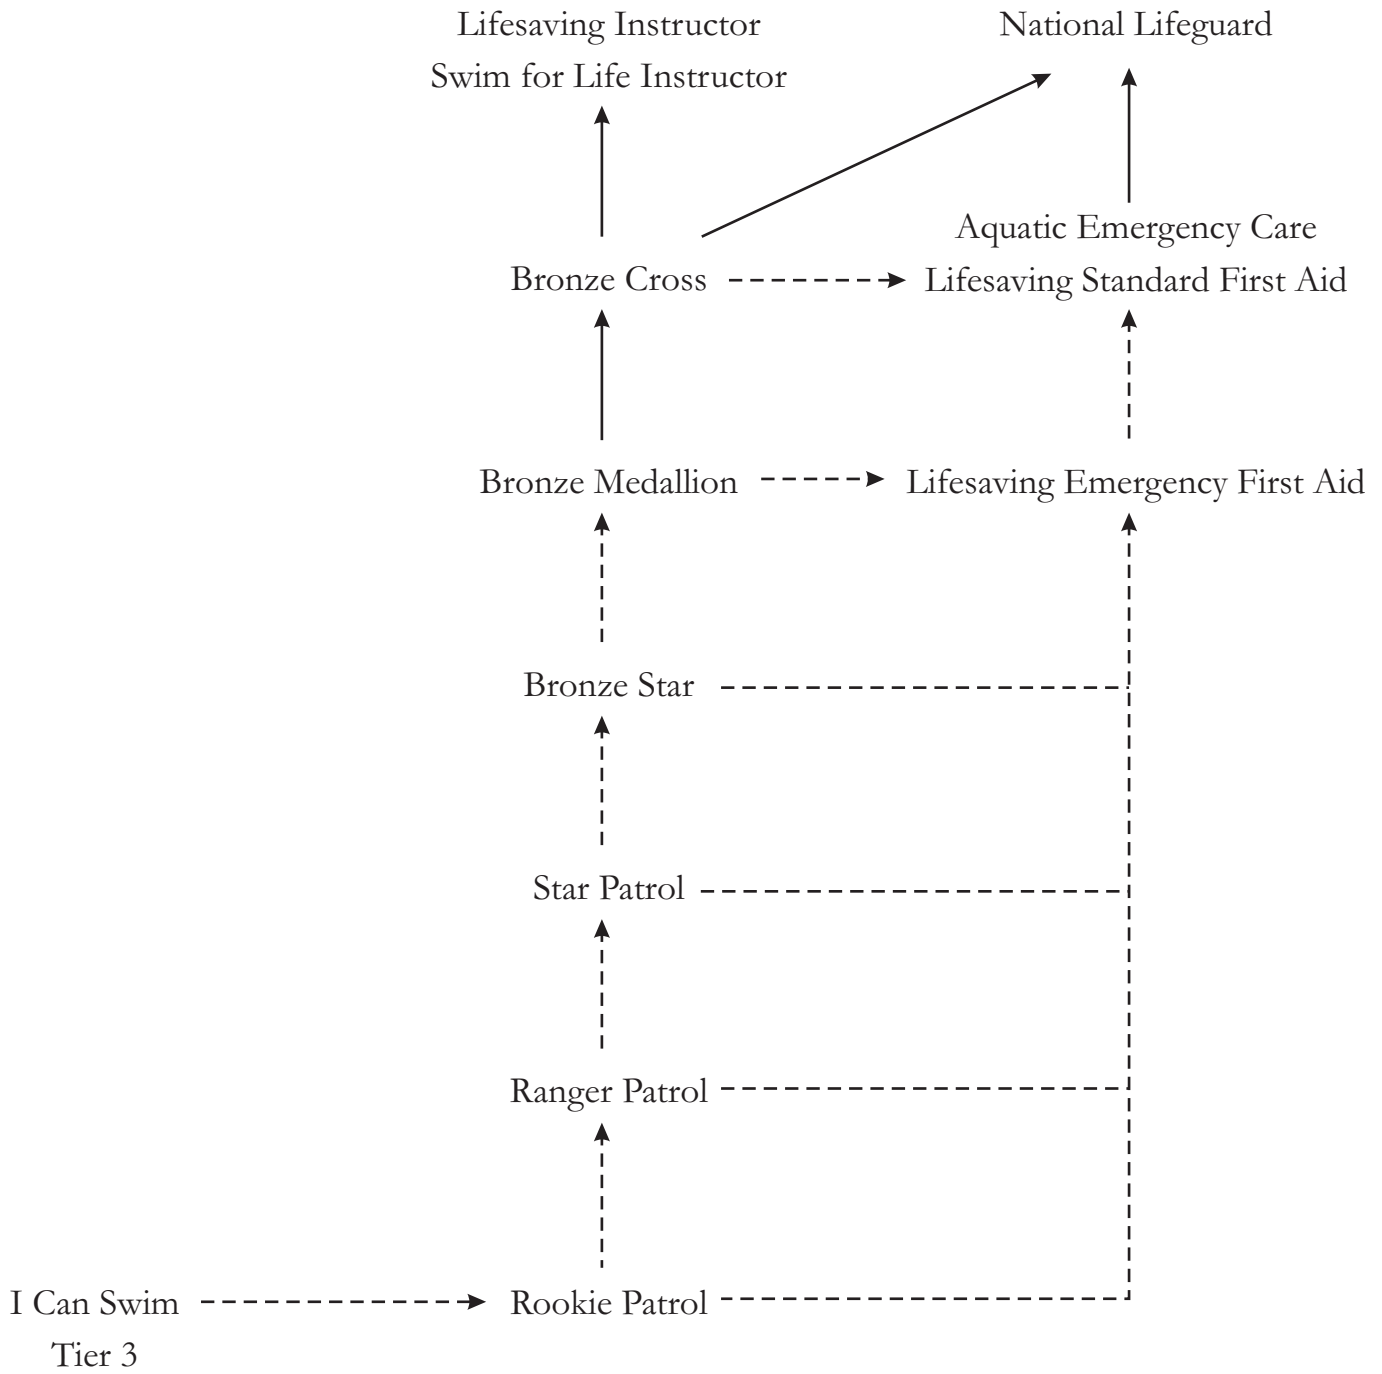 Lifesaving Instructor
Swim for Life Instructor
National Lifeguard
Aquatic Emergency Care
Bronze Cross
Lifesaving Standard First Aid
Bronze Medallion
Lifesaving Emergency First Aid
Bronze Star
Star Patrol
Ranger Patrol
I Can Swim
Tier 3
Rookie Patrol